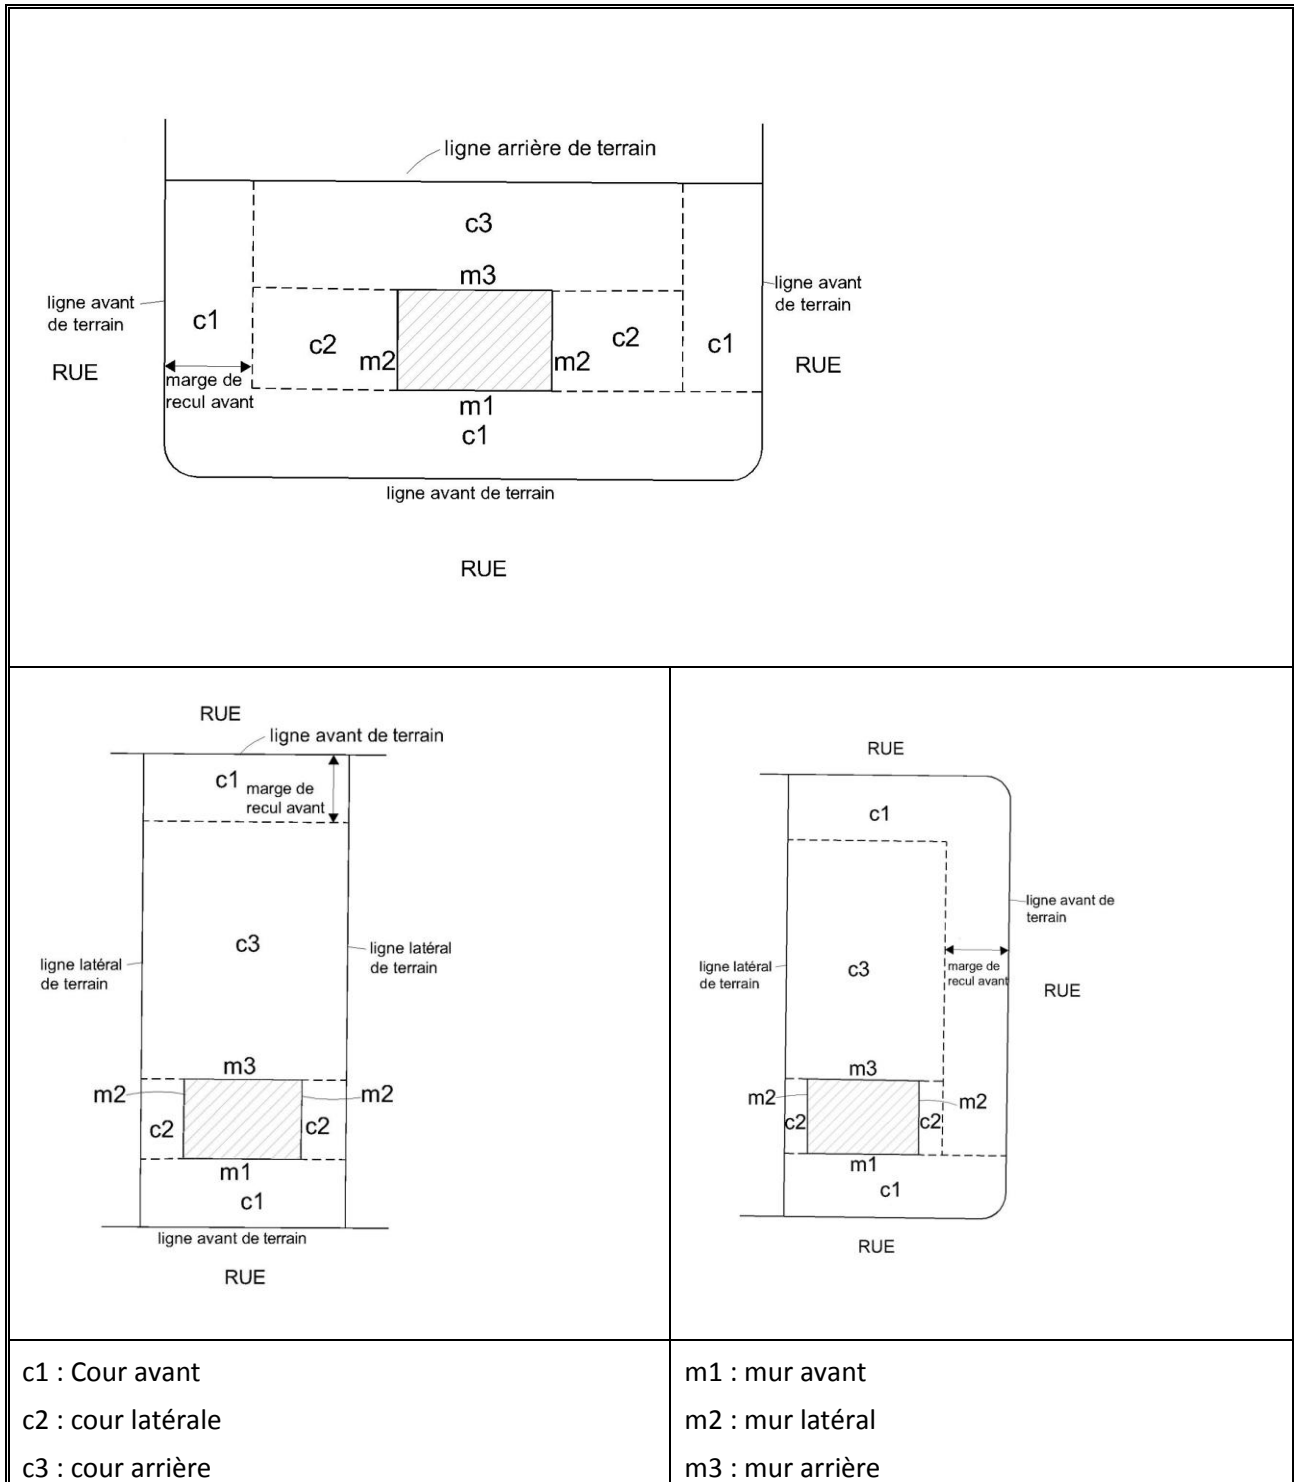 ligne arrière de terrain
c3
m3
ligne avant
de terrain
ligne avant
de terrain
c1
c2
m2
m2
c2
c1
RUE
RUE
marge de
recul avant
m1
c1
ligne avant de terrain
RUE
RUE
ligne avant de terrain
c1
marge de
recul avant
c3
ligne latéral
de terrain
ligne latéral
de terrain
m3
m2
m2
c2
c2
m1
c1
ligne avant de terrain
RUE
RUE
c1
ligne avant de
terrain
ligne latéral
de terrain
c3
marge de
recul avant
RUE
m3
m2
m2
c2
c2
m1
c1
RUE
c1 : Cour avant
c2 : cour latérale
c3 : cour arrière
m1 : mur avant
m2 : mur latéral
m3 : mur arrière